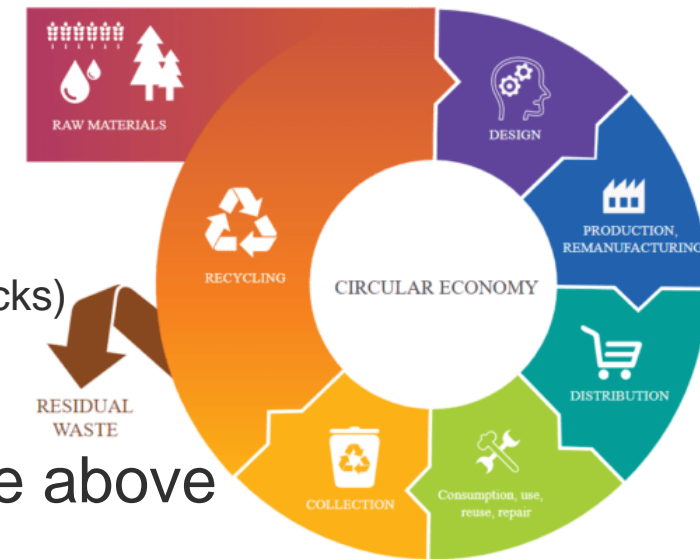 RAW MATERIALS
DESIGN
PRODUCTION,
REMANUFACTURING
RECYCLING
CIRCULAR ECONOMY
cks)
DISTRIBUTION
RESIDUAL
WASTE
e above
COLLECTION
Consumption, use,
reuse, repair